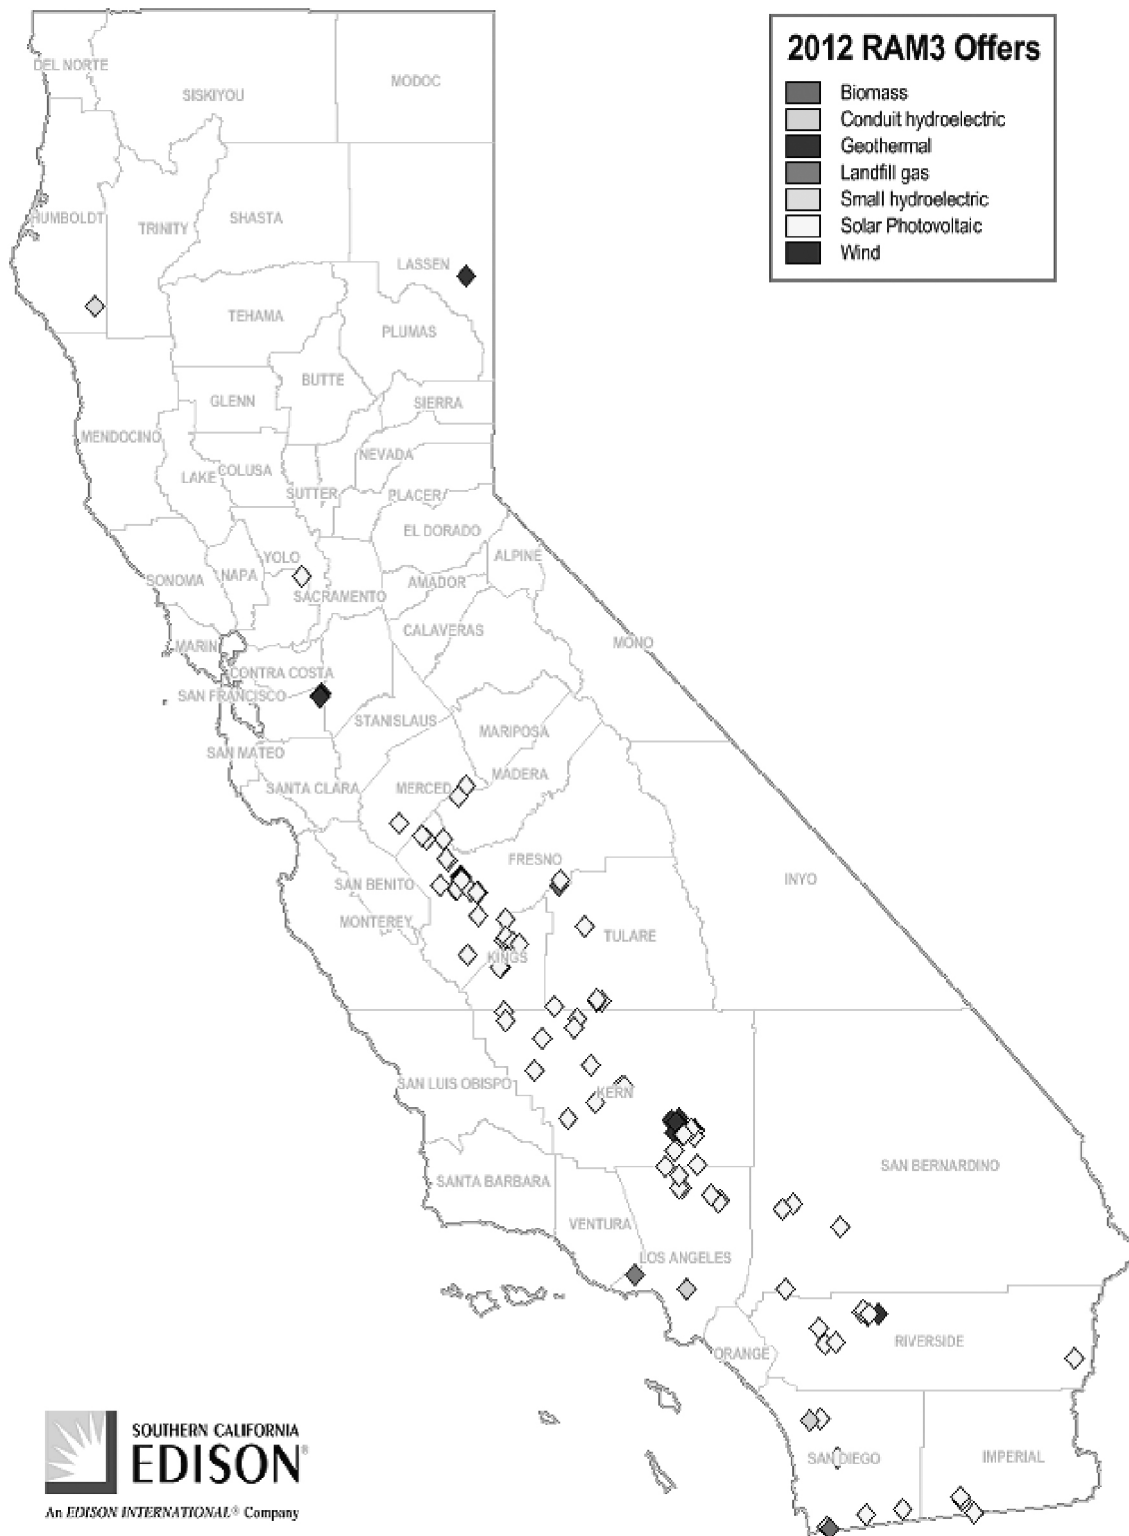 2012 RAM3 Offers
Biomass
Conduit hydroelectric
Geothermal
Landfill gas
Small hydroelectric
Solar Photovoltaic
Wind
DEL NORTE
SISKIYOU
MODOC
HUMBOLDT
TRINITY
SHASTA
LASSEN
TEHAMA
PLUMAS
BUTTE
GLENN
SIERRA
MENDOCINO
NEVADA
LAKE
COLUSA
SUTTER
PLACER
EL DORADO
YOLO
ALPINE
SONOMA
NAPA
AMADOR
SACRAMENTO
CALAVERAS
MARIN
MONO
CONTRA COSTA
SAN FRANCISCO
STANISLAUS
MARIPOSA
SAN MATEO
MADERA
SANTA CLARA
MERCED
FRESNO
SAN BENITO
INYO
MONTEREY
TULARE
KINGS
SAN LUIS OBISPO
KERN
SANTA BARBARA
SAN BERNARDINO
VENTURA
LOS ANGELES
ORANGE
RIVERSIDE
SAN DIEGO
IMPERIAL
SOUTHERN CALIFORNIA
EDISON®
An EDISON INTERNATIONAL® Company